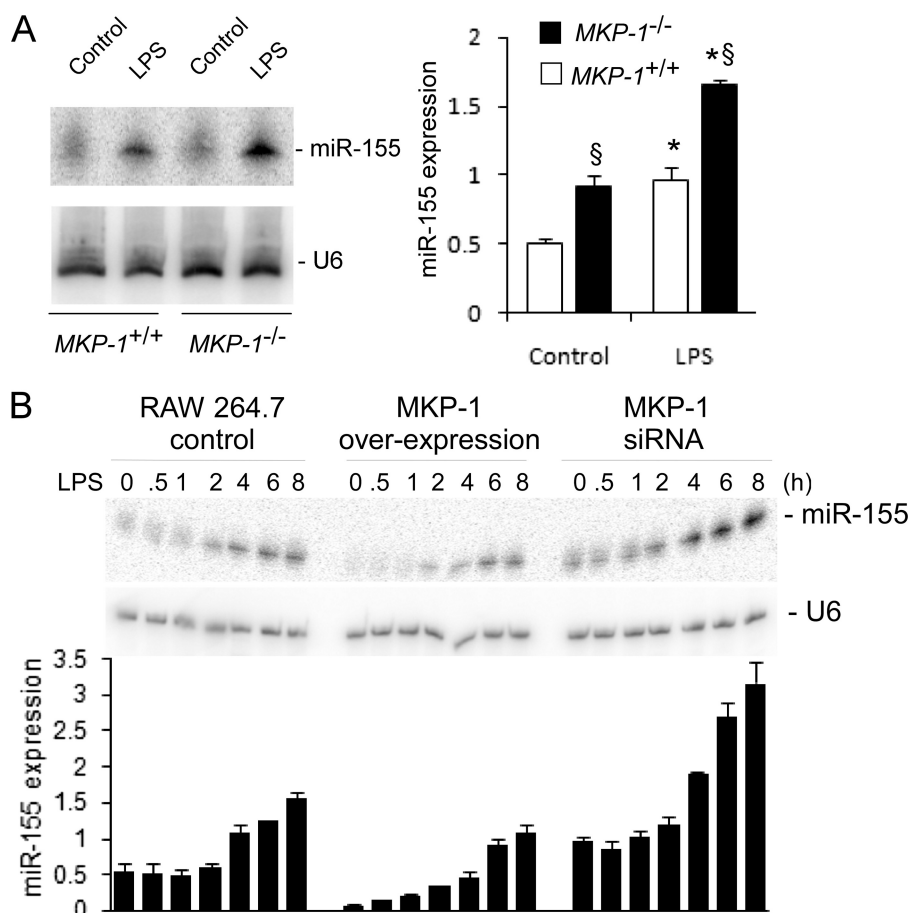 A
Control LPS Control LPS
- miR-155
- U6
MKP-1+/+ MKP-1-/-
miR-155 expression
2
1.5
1
0.5
0
MKP-1-/-
MKP-1+/+
§
*
*§
Control LPS
B
RAW 264.7
control
MKP-1
over-expression
MKP-1
siRNA
LPS 0 .5 1 2 4 6 8 0 .5 1 2 4 6 8 0 .5 1 2 4 6 8 (h)
- miR-155
- U6
miR-155 expression
3.5
3
2.5
2
1.5
1
0.5
0